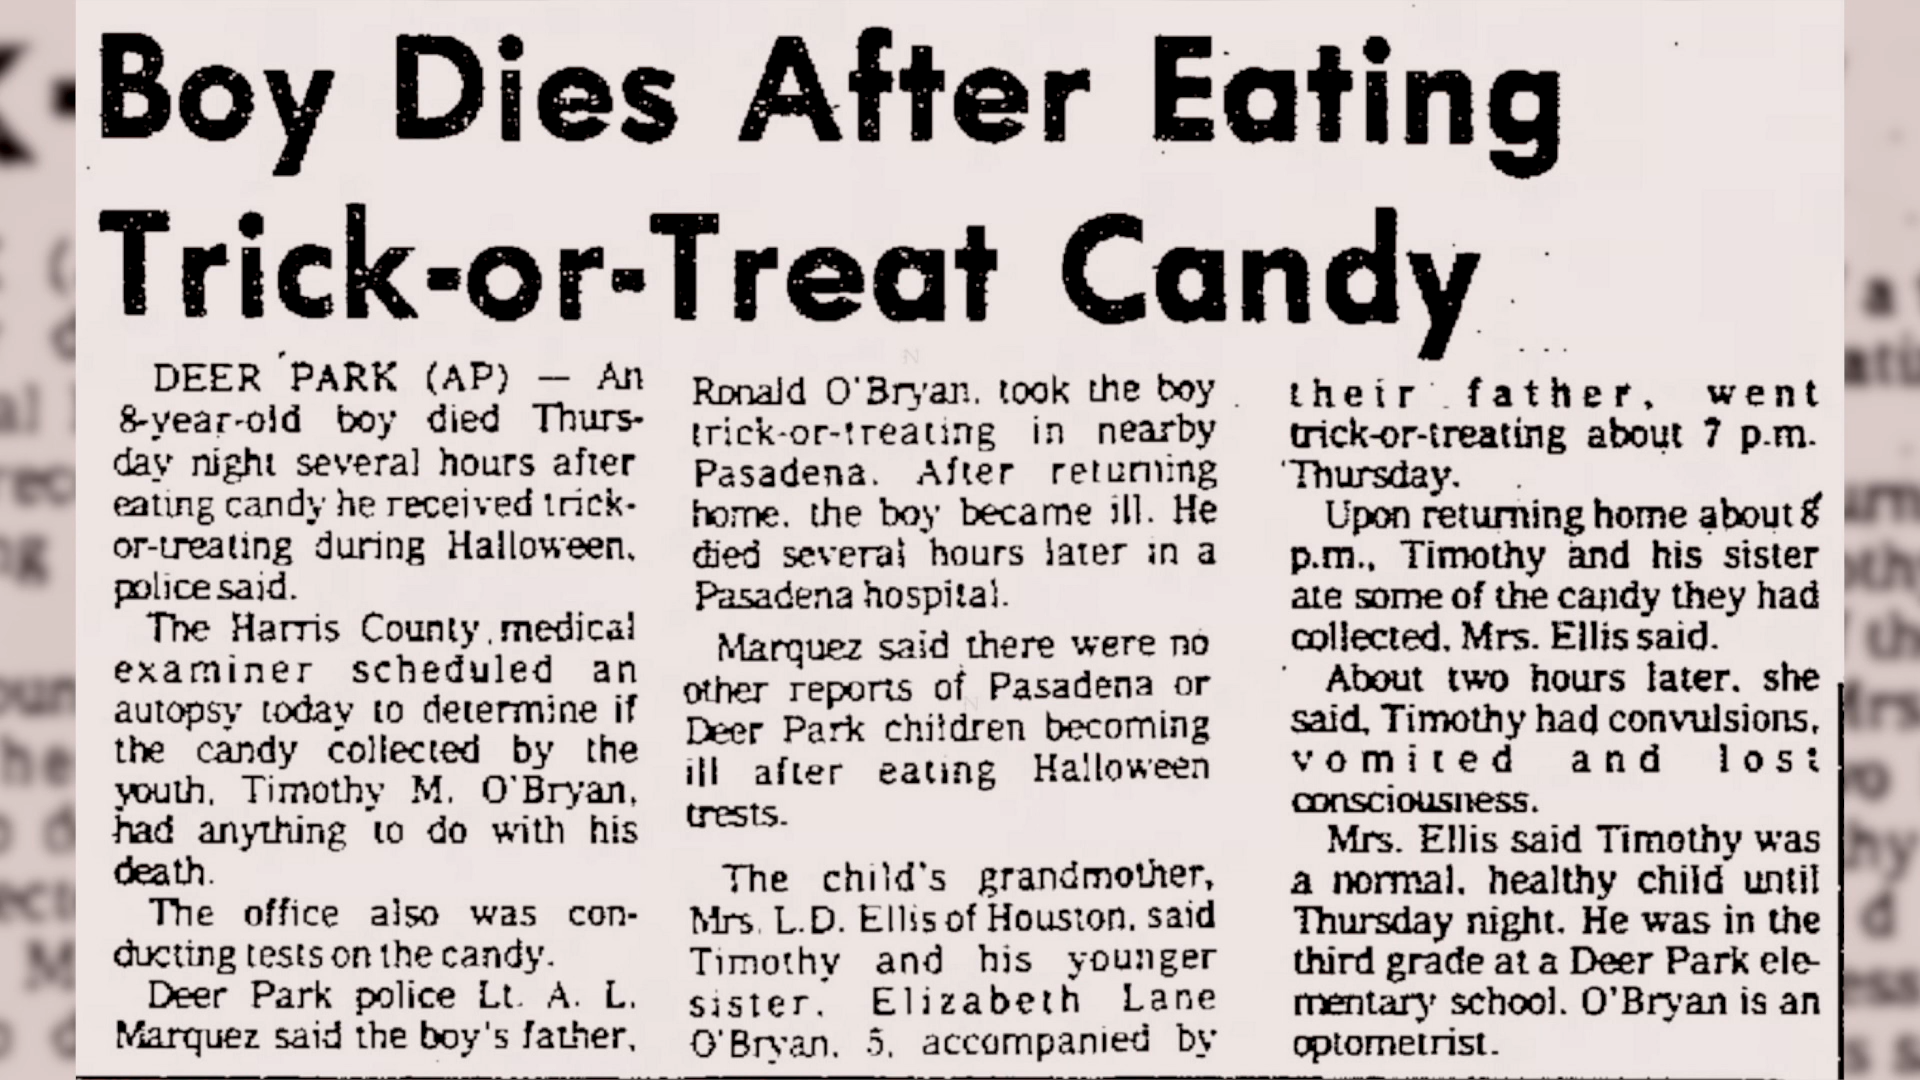 Boy Dies After Eating
Trick-or-Treat Candy
DEER PARK (AP) — An
8-year-old boy died Thurs-
day night several hours after
eating candy he received trick-
or-treating during Halloween,
police said.
The Harris County medical
examiner scheduled an
autopsy today to determine if
the candy collected by the
youth, Timothy M. O'Bryan,
had anything to do with his
death.
The office also was con-
ducting tests on the candy.
Deer Park police Lt. A. L.
Marquez said the boy's father,
Ronald O'Bryan, took the boy
trick-or-treating in nearby
Pasadena. After returning
home, the boy became ill. He
died several hours later in a
Pasadena hospital.
Marquez said there were no
other reports of Pasadena or
Deer Park children becoming
ill after eating Halloween
trests.
The child's grandmother,
Mrs. L.D. Ellis of Houston, said
Timothy and his younger
sister, Elizabeth Lane
O'Bryan, 5, accompanied by
their father, went
trick-or-treating about 7 p.m.
Thursday.
Upon returning home about 8
p.m., Timothy and his sister
ate some of the candy they had
collected, Mrs. Ellis said.
About two hours later, she
said, Timothy had convulsions,
vomited and lost
consciousness.
Mrs. Ellis said Timothy was
a normal, healthy child until
Thursday night. He was in the
third grade at a Deer Park ele-
mentary school. O'Bryan is an
optometrist.